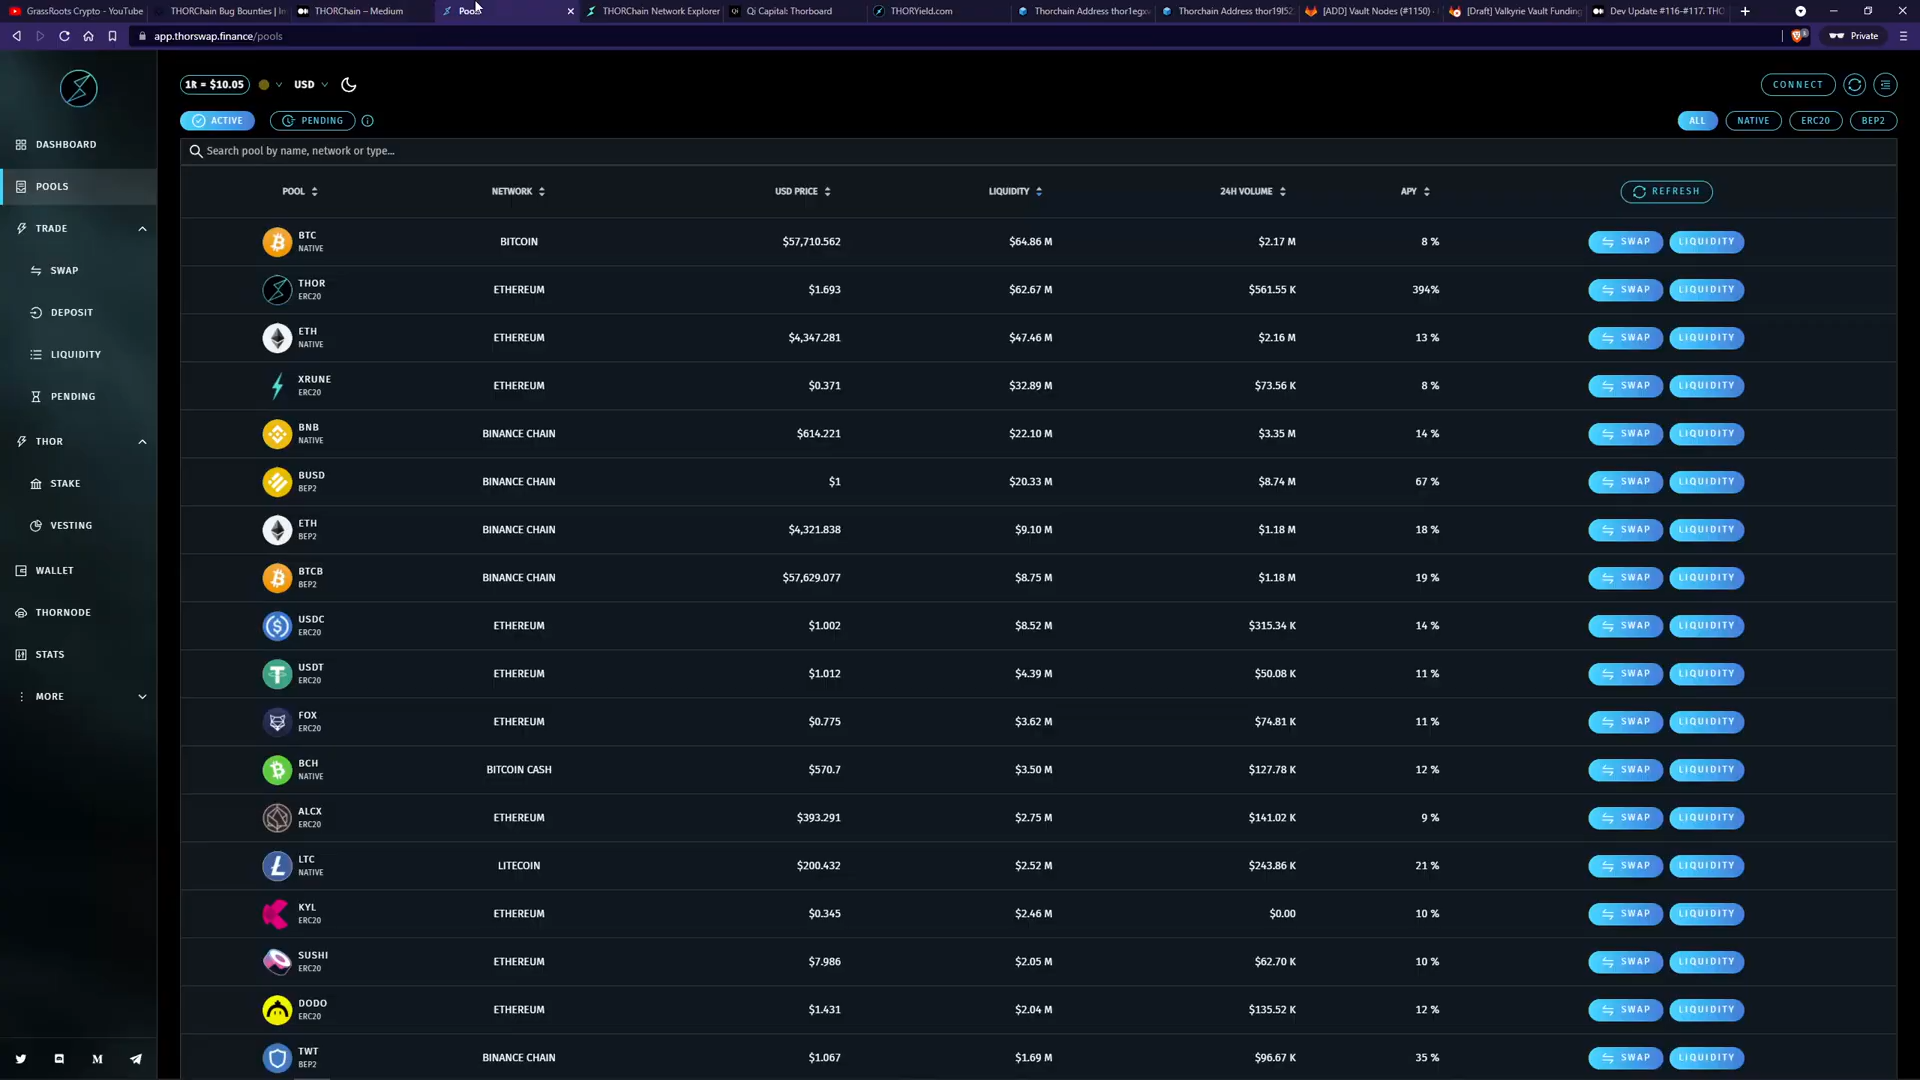 GrassRoots Crypto - YouTube
THORChain Bug Bounties | In
THORChain – Medium
Pools
THORChain Network Explorer
Qi Capital: Thorboard
THORYield.com
Thorchain Address thor1egx
Thorchain Address thor19l52
[ADD] Vault Nodes (#1150) ·
[Draft] Valkyrie Vault Funding
Dev Update #116-#117. THO
app.thorswap.finance/pools
Private
1R = $10.05
USD
CONNECT
ACTIVE
PENDING
ALL
NATIVE
ERC20
BEP2
Search pool by name, network or type...
DASHBOARD
POOLS
TRADE
SWAP
DEPOSIT
LIQUIDITY
PENDING
THOR
STAKE
VESTING
WALLET
THORNODE
STATS
MORE
POOL NETWORK USD PRICE LIQUIDITY 24H VOLUME APY REFRESH
BTC NATIVE BITCOIN $57,710.562 $64.86 M $2.17 M 8 % SWAP LIQUIDITY
THOR ERC20 ETHEREUM $1.693 $62.67 M $561.55 K 394% SWAP LIQUIDITY
ETH NATIVE ETHEREUM $4,347.281 $47.46 M $2.16 M 13 % SWAP LIQUIDITY
XRUNE ERC20 ETHEREUM $0.371 $32.89 M $73.56 K 8 % SWAP LIQUIDITY
BNB NATIVE BINANCE CHAIN $614.221 $22.10 M $3.35 M 14 % SWAP LIQUIDITY
BUSD BEP2 BINANCE CHAIN $1 $20.33 M $8.74 M 67 % SWAP LIQUIDITY
ETH BEP2 BINANCE CHAIN $4,321.838 $9.10 M $1.18 M 18 % SWAP LIQUIDITY
BTCB BEP2 BINANCE CHAIN $57,629.077 $8.75 M $1.18 M 19 % SWAP LIQUIDITY
USDC ERC20 ETHEREUM $1.002 $8.52 M $315.34 K 14 % SWAP LIQUIDITY
USDT ERC20 ETHEREUM $1.012 $4.39 M $50.08 K 11 % SWAP LIQUIDITY
FOX ERC20 ETHEREUM $0.775 $3.62 M $74.81 K 11 % SWAP LIQUIDITY
BCH NATIVE BITCOIN CASH $570.7 $3.50 M $127.78 K 12 % SWAP LIQUIDITY
ALCX ERC20 ETHEREUM $393.291 $2.75 M $141.02 K 9 % SWAP LIQUIDITY
LTC NATIVE LITECOIN $200.432 $2.52 M $243.86 K 21 % SWAP LIQUIDITY
KYL ERC20 ETHEREUM $0.345 $2.46 M $0.00 10 % SWAP LIQUIDITY
SUSHI ERC20 ETHEREUM $7.986 $2.05 M $62.70 K 10 % SWAP LIQUIDITY
DODO ERC20 ETHEREUM $1.431 $2.04 M $135.52 K 12 % SWAP LIQUIDITY
TWT BEP2 BINANCE CHAIN $1.067 $1.69 M $96.67 K 35 % SWAP LIQUIDITY